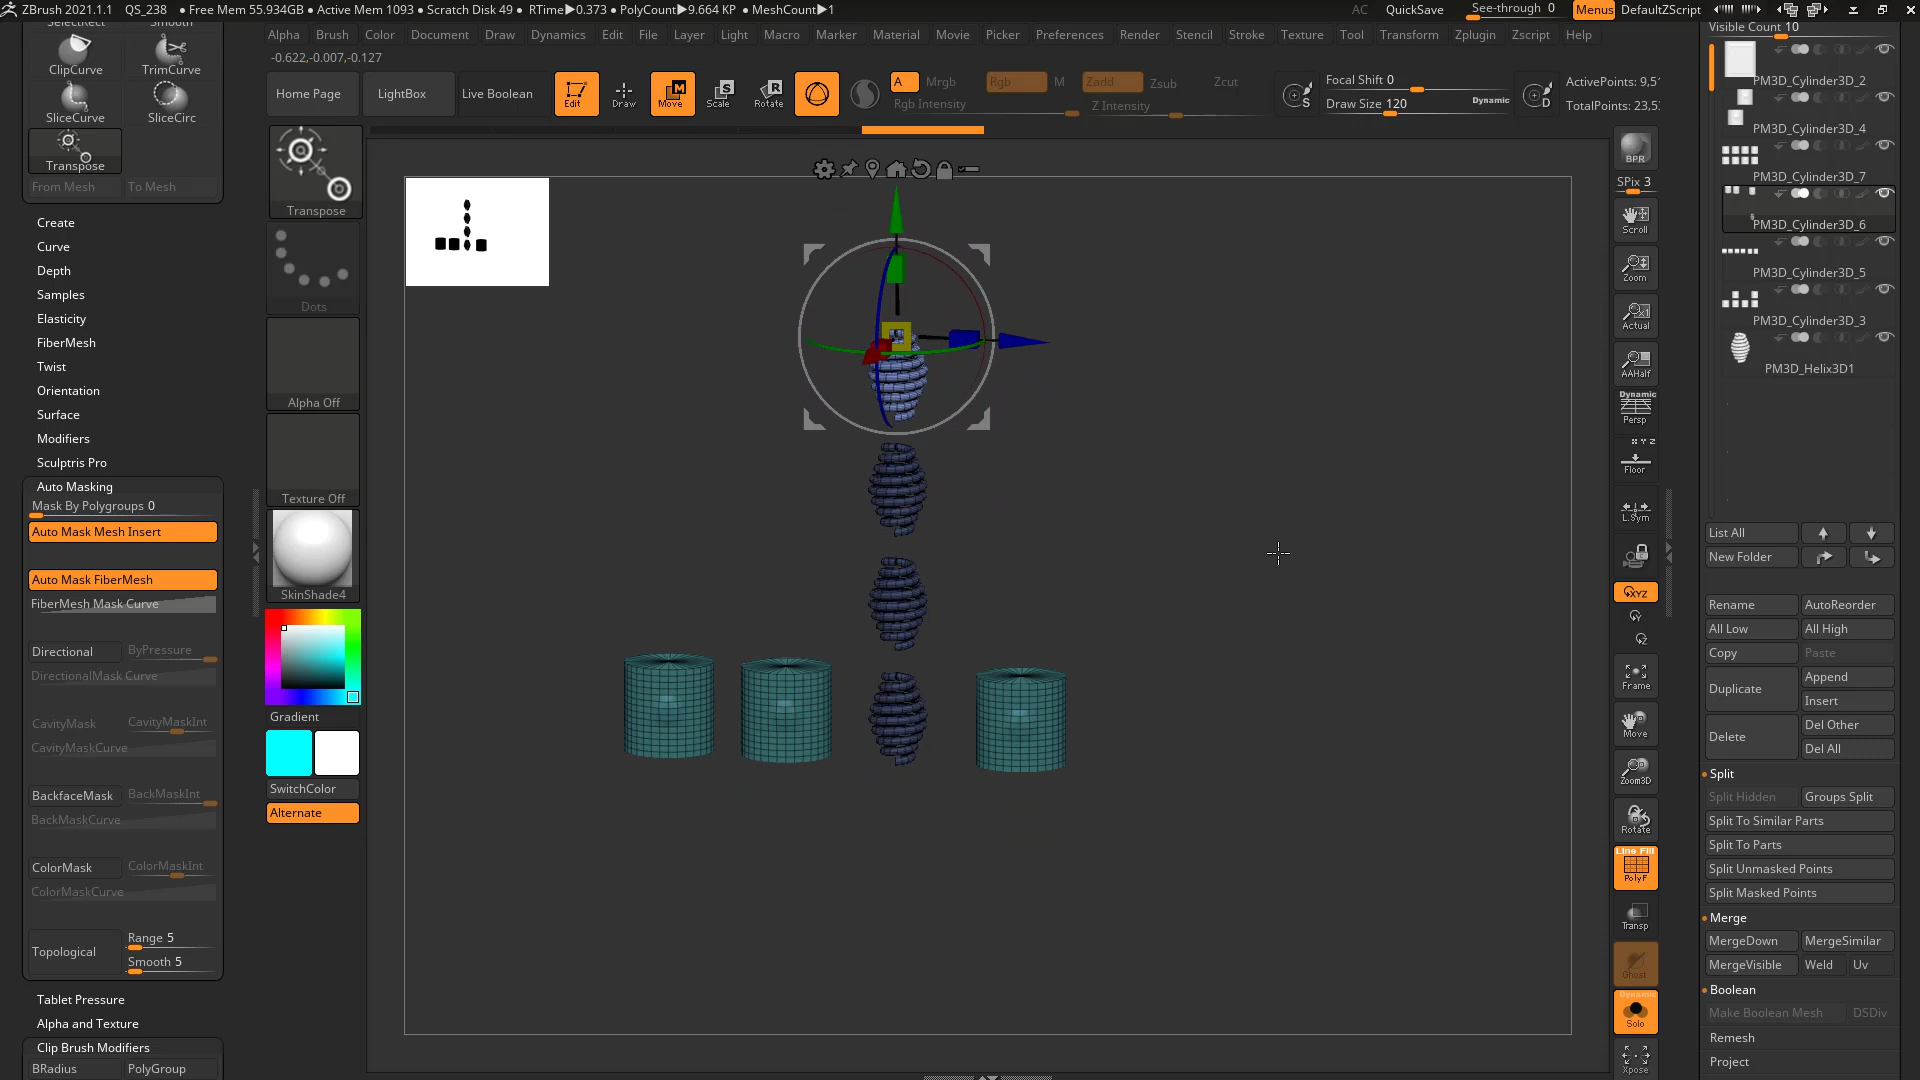 ZBrush 2021.1.1 QS_238 • Free Mem 55.934GB • Active Mem 1093 • Scratch Disk 49 • RTime▶0.373 • PolyCount▶9.664 KP • MeshCount▶1 AC QuickSave See-through 0 Menus DefaultZScript
Alpha Brush Color Document Draw Dynamics Edit File Layer Light Macro Marker Material Movie Picker Preferences Render Stencil Stroke Texture Tool Transform Zplugin Zscript Help
-0.622,-0.007,-0.127
Home Page LightBox Live Boolean Edit Draw Move Scale Rotate A Mrgb Rgb M Zadd Zsub Zcut
Rgb Intensity Z Intensity
S Focal Shift 0
Draw Size 120 Dynamic
D ActivePoints: 9,5
TotalPoints: 23,5
ClipCurve TrimCurve
SliceCurve SliceCirc
Transpose
From Mesh To Mesh
Create
Curve
Depth
Samples
Elasticity
FiberMesh
Twist
Orientation
Surface
Modifiers
Sculptris Pro
Auto Masking
Mask By Polygroups 0
Auto Mask Mesh Insert
Auto Mask FiberMesh
FiberMesh Mask Curve
Directional ByPressure
DirectionalMask Curve
CavityMask CavityMaskInt
CavityMaskCurve
BackfaceMask BackMaskInt
BackMaskCurve
ColorMask ColorMaskInt
ColorMaskCurve
Topological Range 5
Smooth 5
Tablet Pressure
Alpha and Texture
Clip Brush Modifiers
BRadius PolyGroup
Transpose
Dots
Alpha Off
Texture Off
SkinShade4
Gradient
SwitchColor
Alternate
BPR
SPix 3
Scroll
Zoom
Actual
AAHalf
Dynamic
Persp
X Y Z
Floor
L.Sym
XYZ
Y
Z
Frame
Move
Zoom3D
Rotate
Line Fill
PolyF
Transp
Ghost
Dynamic
Solo
Xpose
Visible Count 10
PM3D_Cylinder3D_2
PM3D_Cylinder3D_4
PM3D_Cylinder3D_7
PM3D_Cylinder3D_6
PM3D_Cylinder3D_5
PM3D_Cylinder3D_3
PM3D_Helix3D1
List All
New Folder
Rename AutoReorder
All Low All High
Copy Paste
Duplicate Append
Insert
Delete Del Other
Del All
Split
Split Hidden Groups Split
Split To Similar Parts
Split To Parts
Split Unmasked Points
Split Masked Points
Merge
MergeDown MergeSimilar
MergeVisible Weld Uv
Boolean
Make Boolean Mesh DSDiv
Remesh
Project